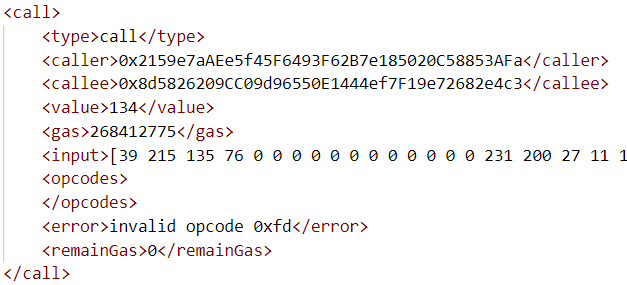 <call>
<type>call</type>
<caller>0x2159e7aAEe5f45F6493F62B7e185020C58853AFa</caller>
<callee>0x8d5826209CC09d96550E1444ef7F19e72682e4c3</callee>
<value>134</value>
<gas>268412775</gas>
<input>[39 215 135 76 0 0 0 0 0 0 0 0 0 0 0 0 231 200 27 11 1
<opcodes>
</opcodes>
<error>invalid opcode 0xfd</error>
<remainGas>0</remainGas>
</call>